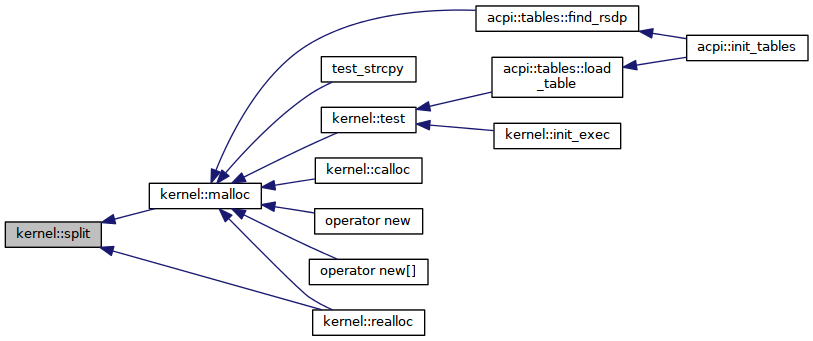 acpi::tables::find_rsdp
acpi::init_tables
test_strcpy
acpi::tables::load
_table
kernel::test
kernel::init_exec
kernel::calloc
kernel::malloc
operator new
kernel::split
operator new[]
kernel::realloc